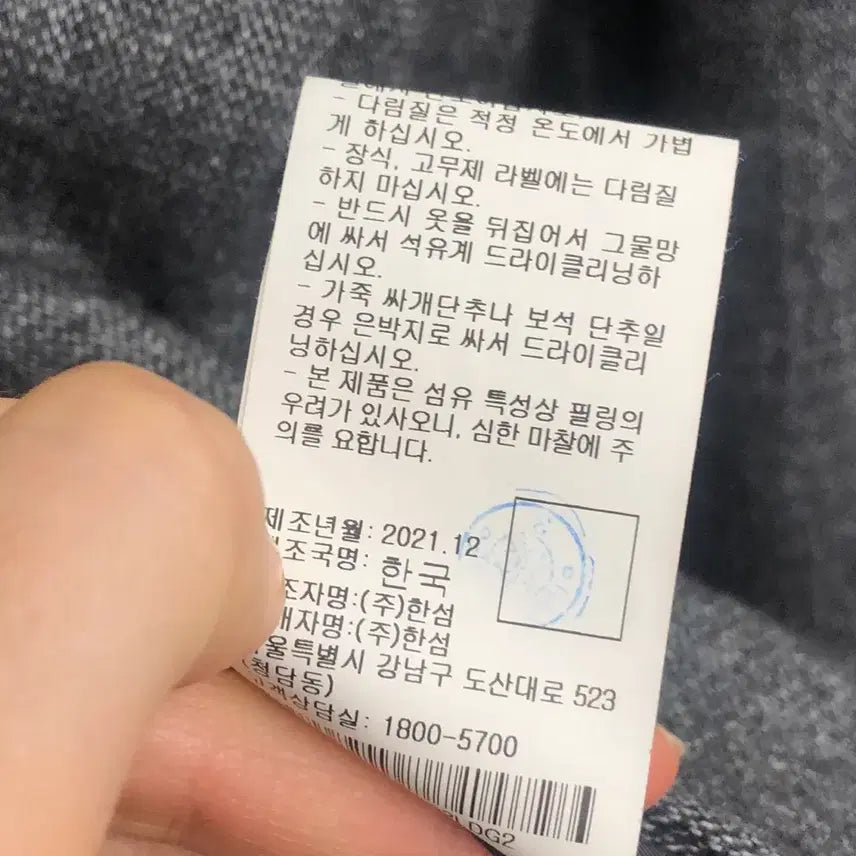 - 다림질은 적정 온도에서 가볍
게 하십시오.
- 장식, 고무제 라벨에는 다림질
하지 마십시오.
- 반드시 옷을 뒤집어서 그물망
에 싸서 석유계 드라이클리닝하
십시오.
- 가죽 싸개단추나 보석 단추일
경우 은박지로 싸서 드라이클리
닝하십시오.
- 본 제품은 섬유 특성상 필링의
우려가 있사오니, 심한 마찰에 주
의를 요합니다.
제조년월: 2021.12
조국명: 한국
조자명:(주)한섬
매자명:(주)한섬
울특별시 강남구 도산대로 523
(청담동)
상담실: 1800-5700
DG2